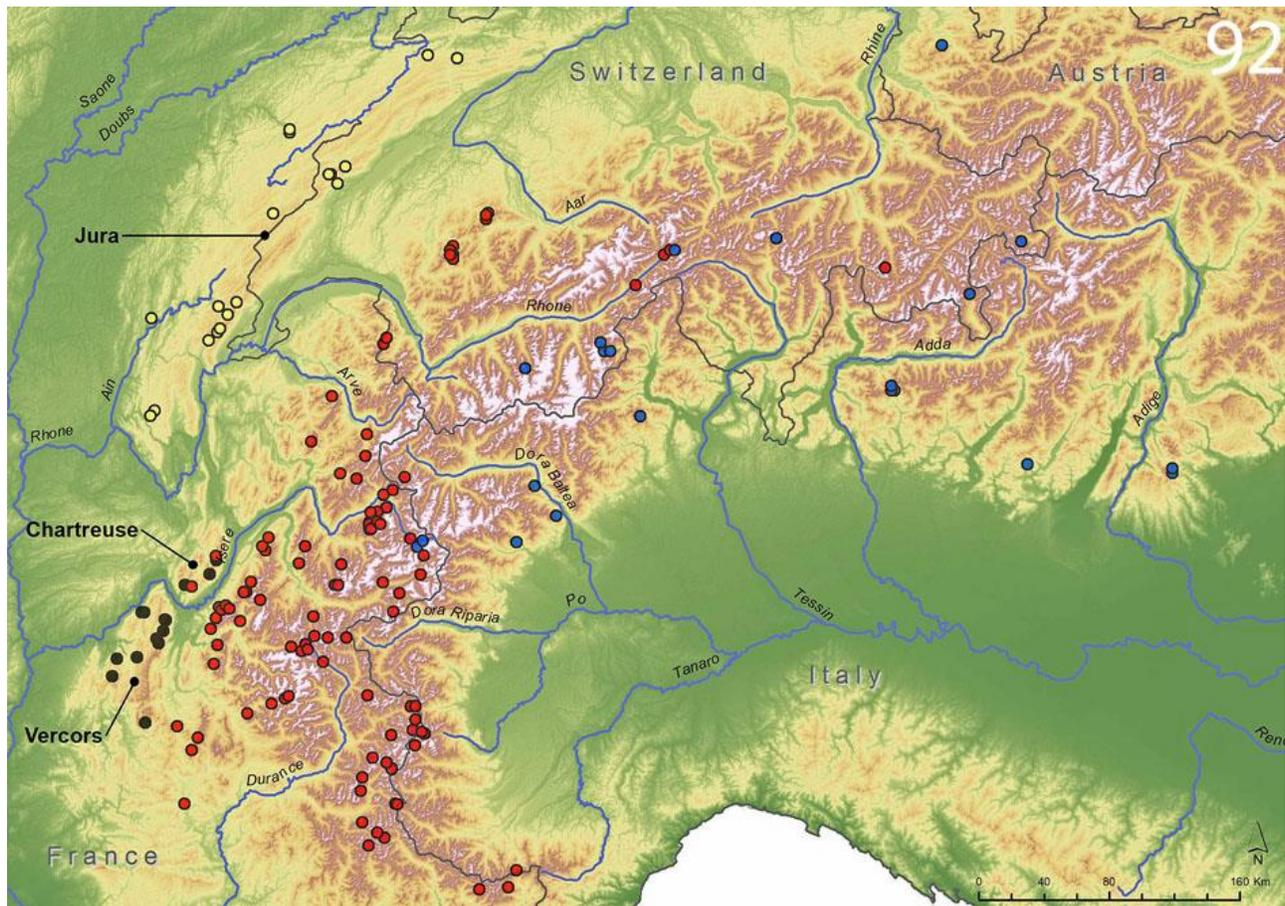 92
Switzerland
Austria
Rhine
Saone
Doubs
Aar
Jura
Rhone
Ain
Arve
Adda
Adige
Rhone
Dora Baltea
Chartreuse
Isere
Dora Riparia
Po
Tessin
Tanaro
Italy
Vercors
Durance
France
N
0 40 80 160 Km